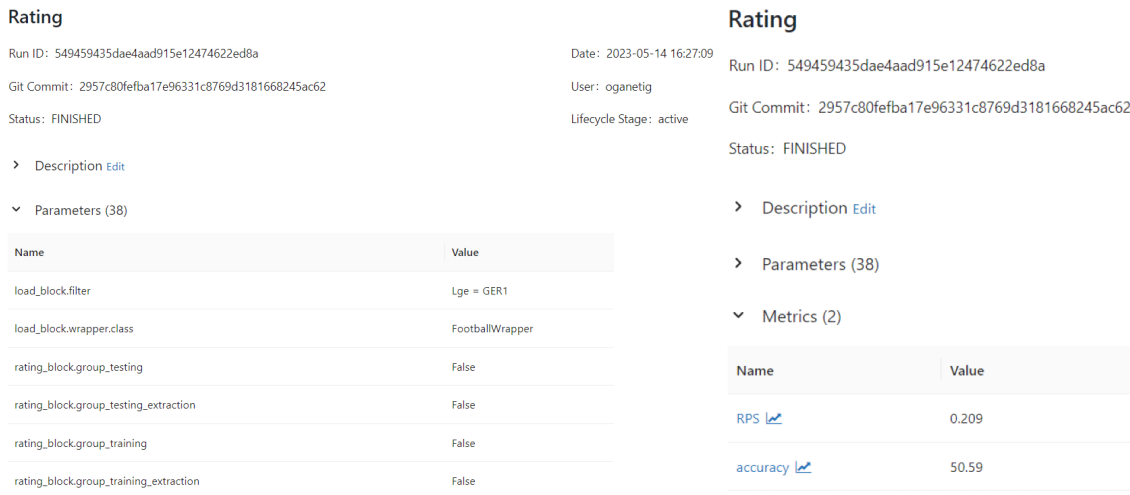 Rating
Run ID: 549459435dae4aad915e12474622ed8a
Date: 2023-05-14 16:27:09
Git Commit: 2957c80fefba17e96331c8769d3181668245ac62
User: oganetig
Status: FINISHED
Lifecycle Stage: active
Description Edit
Parameters (38)
Name Value
load_block.filter Lge = GER1
load_block.wrapper.class FootballWrapper
rating_block.group_testing False
rating_block.group_testing_extraction False
rating_block.group_training False
rating_block.group_training_extraction False
Rating
Run ID: 549459435dae4aad915e12474622ed8a
Git Commit: 2957c80fefba17e96331c8769d3181668245ac62
Status: FINISHED
Description Edit
Parameters (38)
Metrics (2)
Name Value
RPS 0.209
accuracy 50.59